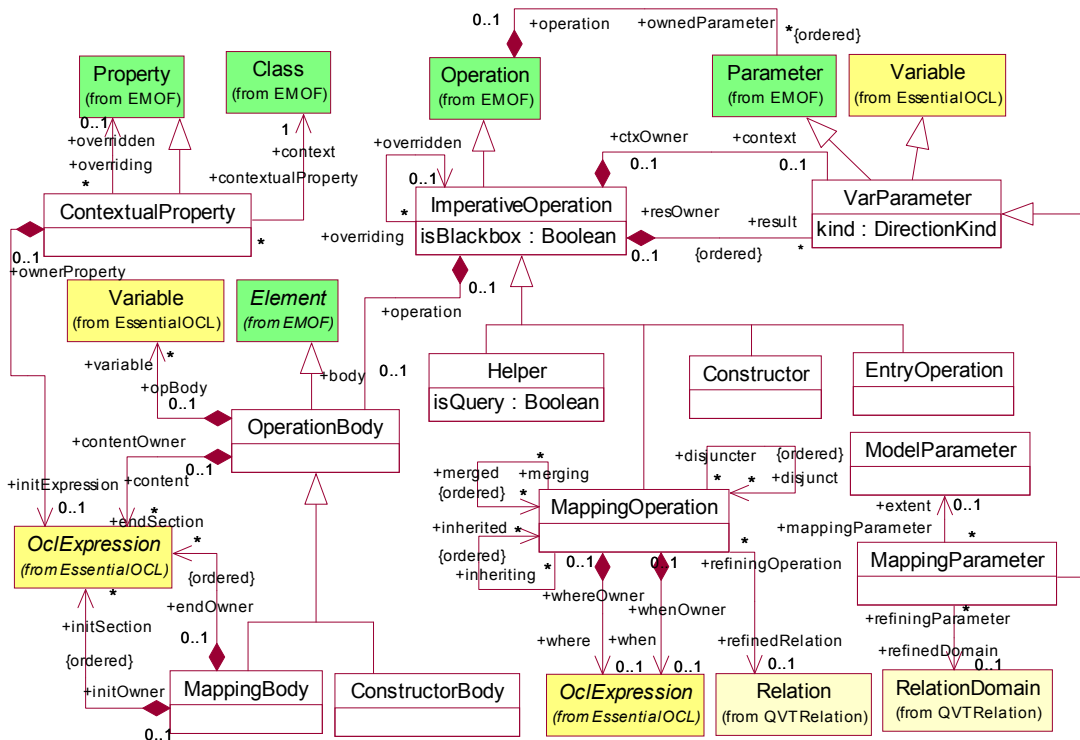 0..1
+operation
+ownedParameter
*
{ordered}
Property
(from EMOF)
Class
(from EMOF)
Operation
(from EMOF)
Parameter
(from EMOF)
Variable
(from EssentialOCL)
0..1
+overridden
+overriding
*
1
+context
+contextualProperty
*
ContextualProperty
0..1
+ownerProperty
+overridden
0..1
*
+overriding
ImperativeOperation
isBlackbox : Boolean
+ctxOwner
0..1
+context
0..1
+resOwner
0..1
+result
{ordered}
*
VarParameter
kind : DirectionKind
0..1
+operation
Variable
(from EssentialOCL)
Element
(from EMOF)
+variable
*
+opBody
0..1
+body
0..1
OperationBody
+contentOwner
0..1
+content
*
Helper
isQuery : Boolean
Constructor
EntryOperation
ModelParameter
+extent
0..1
+mappingParameter
*
MappingParameter
+merged
*
+merging
{ordered}
*
+disjuncter
{ordered}
*
*
+disjunct
MappingOperation
+inherited
*
{ordered}
*
+inheriting
0..1
+whereOwner
0..1
+whenOwner
*
+refiningOperation
+initExpression
0..1
+endSection
OclExpression
(from EssentialOCL)
*
{ordered}
+endOwner
0..1
*
+initSection
{ordered}
+initOwner
0..1
MappingBody
ConstructorBody
+where
0..1
+when
0..1
+refinedRelation
0..1
*
+refiningParameter
+refinedDomain
0..1
OclExpression
(from EssentialOCL)
Relation
(from QVTRelation)
RelationDomain
(from QVTRelation)